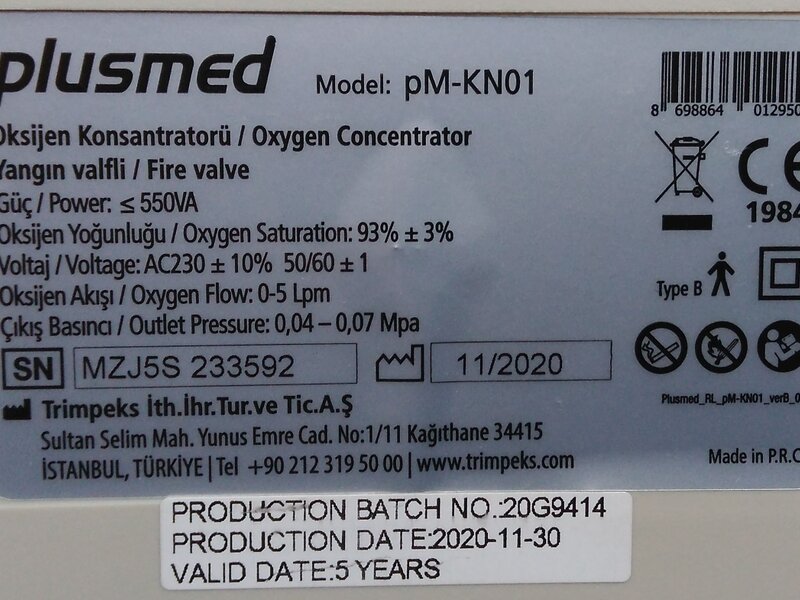 plusmed
Model: pM-KN01
8 698864 012950
Oksijen Konsantratorü / Oxygen Concentrator
Yangın valfli / Fire valve
Güç / Power: ≤ 550VA
Oksijen Yoğunluğu / Oxygen Saturation: 93% ± 3%
Voltaj / Voltage: AC230 ± 10% 50/60 ± 1
Oksijen Akışı / Oxygen Flow: 0-5 Lpm
Çıkış Basıncı / Outlet Pressure: 0,04 – 0,07 Mpa
CE
1984
Type B
SN MZJ5S 233592 11/2020
Trimpeks İth.İhr.Tur.ve Tic.A.Ş
Sultan Selim Mah. Yunus Emre Cad. No:1/11 Kağıthane 34415
İSTANBUL, TÜRKİYE | Tel +90 212 319 50 00 | www.trimpeks.com
Plusmed_RL_pM-KN01_verB_0
Made in P.R.C
PRODUCTION BATCH NO.:20G9414
PRODUCTION DATE:2020-11-30
VALID DATE:5 YEARS